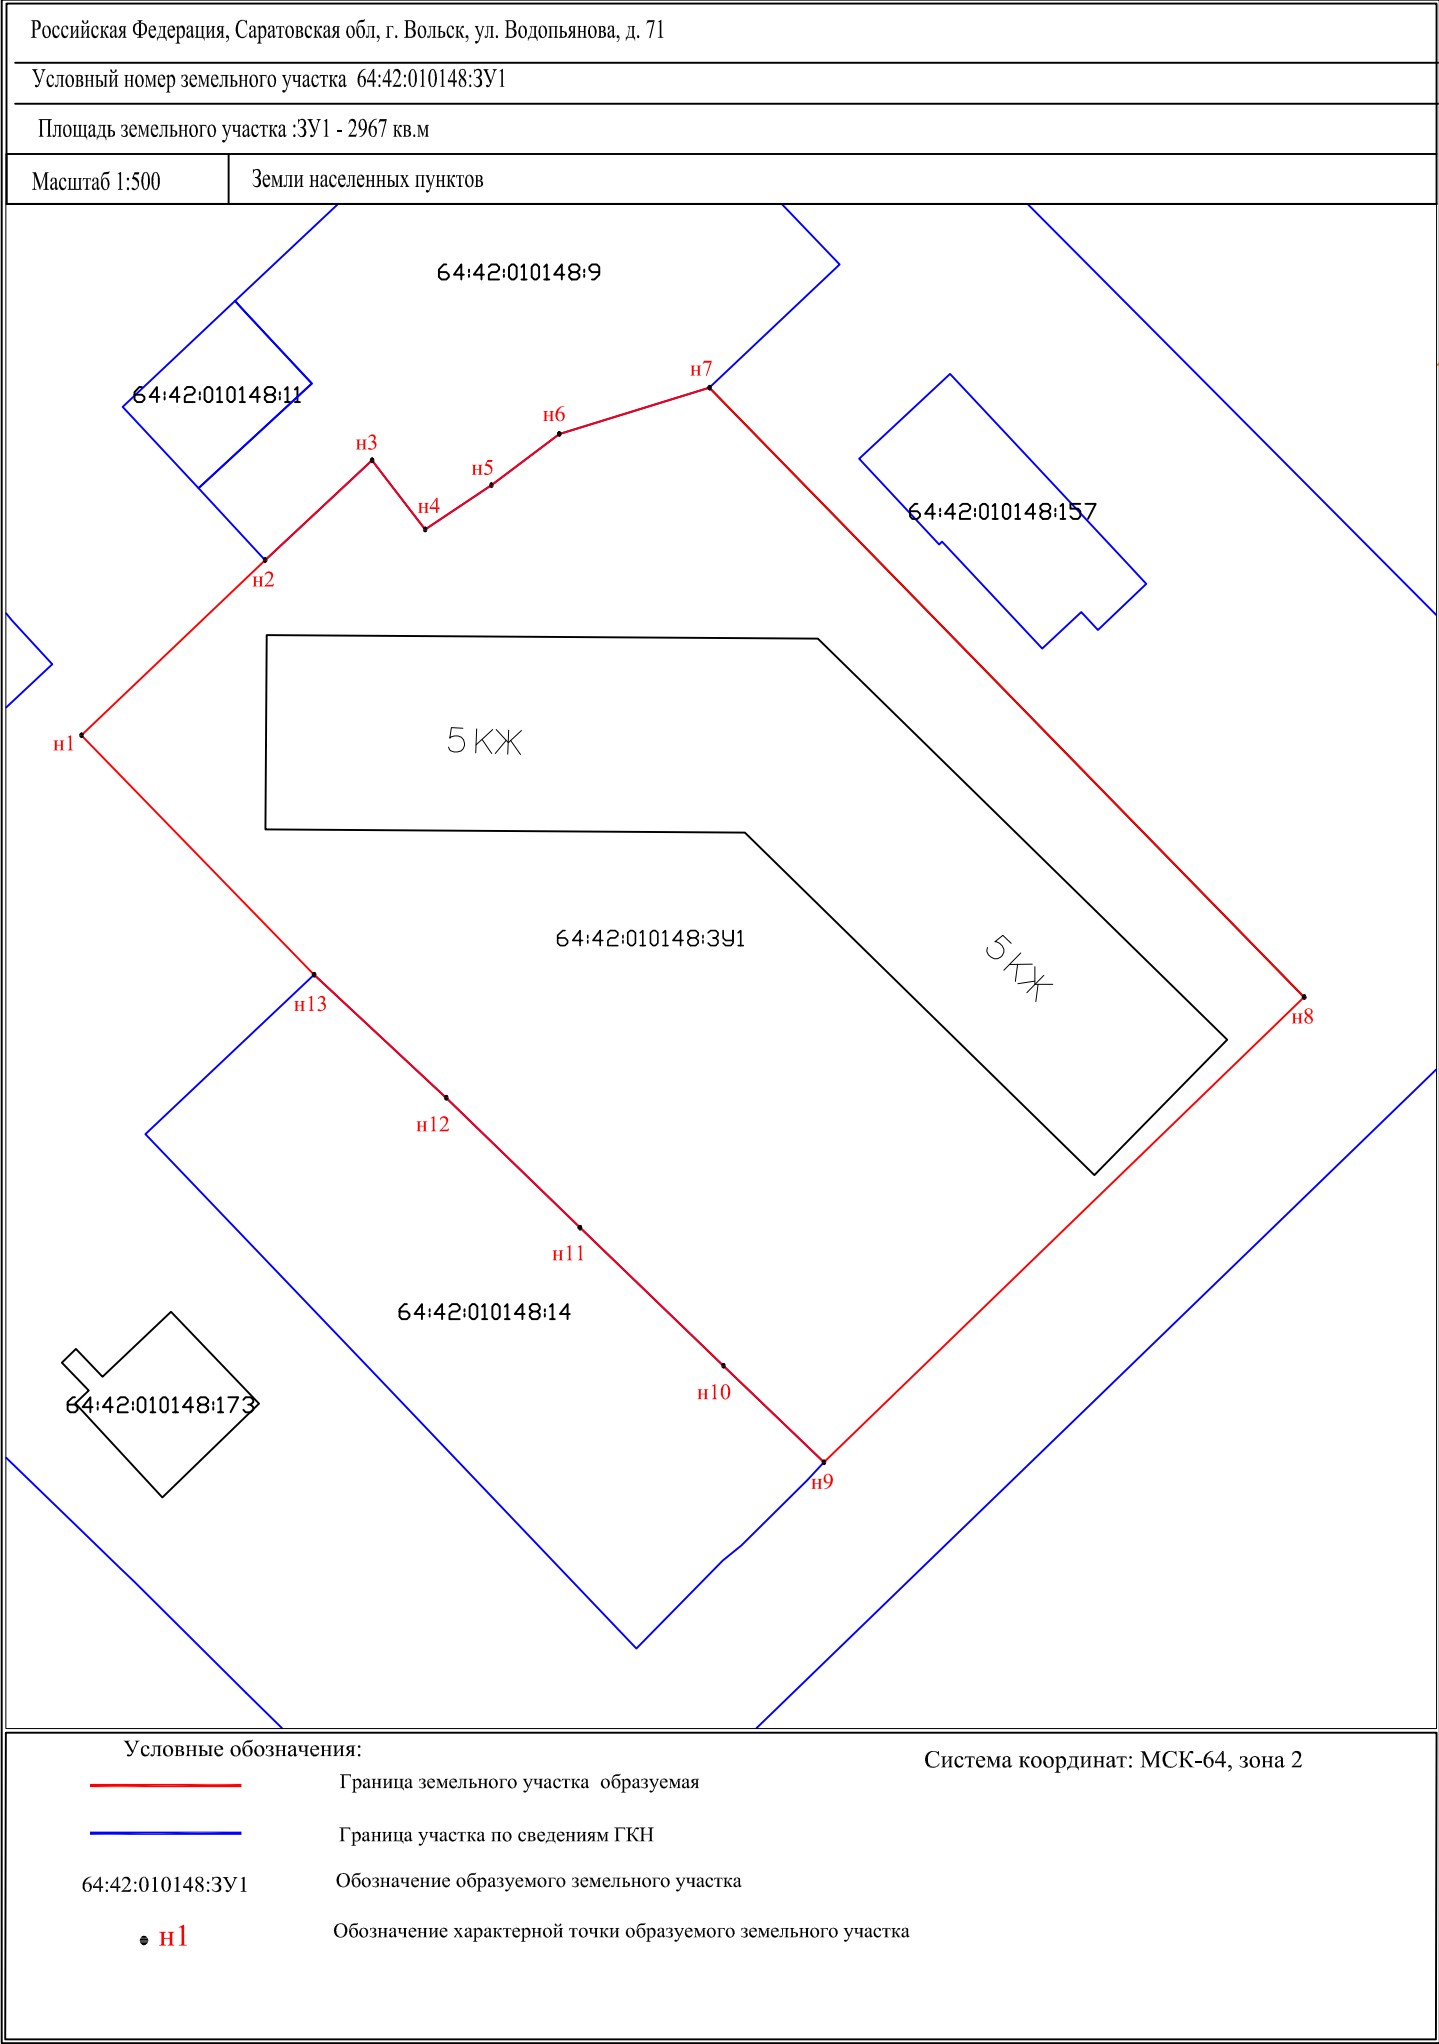 Российская Федерация, Саратовская обл, г. Вольск, ул. Водопьянова, д. 71
Условный номер земельного участка 64:42:010148:ЗУ1
Площадь земельного участка :ЗУ1 - 2967 кв.м
Масштаб 1:500
Земли населенных пунктов
64:42:010148:9
н7
64:42:010148:11
н6
н3
н5
н4
64:42:010148:157
н2
н1
5КЖ
64:42:010148:ЗУ1
5КЖ
н13
н8
н12
н11
64:42:010148:14
н10
64:42:010148:173
н9
Условные обозначения:
Система координат: МСК-64, зона 2
Граница земельного участка образуемая
Граница участка по сведениям ГКН
64:42:010148:ЗУ1
Обозначение образуемого земельного участка
н1
Обозначение характерной точки образуемого земельного участка